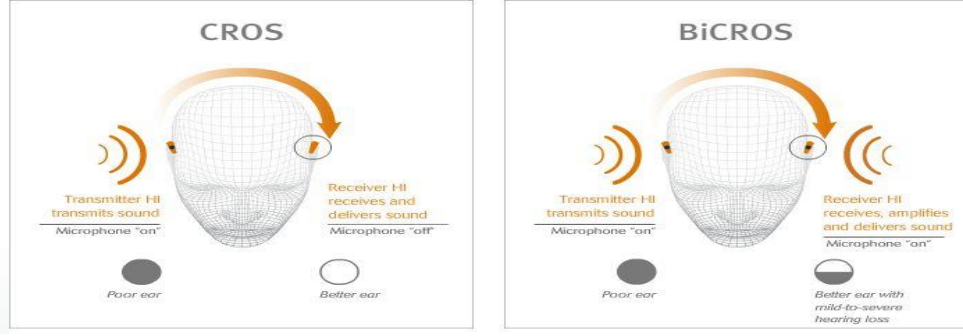 CROS
Transmitter HI
transmits sound
Microphone "on"
Receiver HI
receives and
delivers sound
Microphone "off"
Poor ear
Better ear
BiCROS
Transmitter HI
transmits sound
Microphone "on"
Receiver HI
receives, amplifies
and delivers sound
Microphone "on"
Poor ear
Better ear with
mild-to-severe
hearing loss